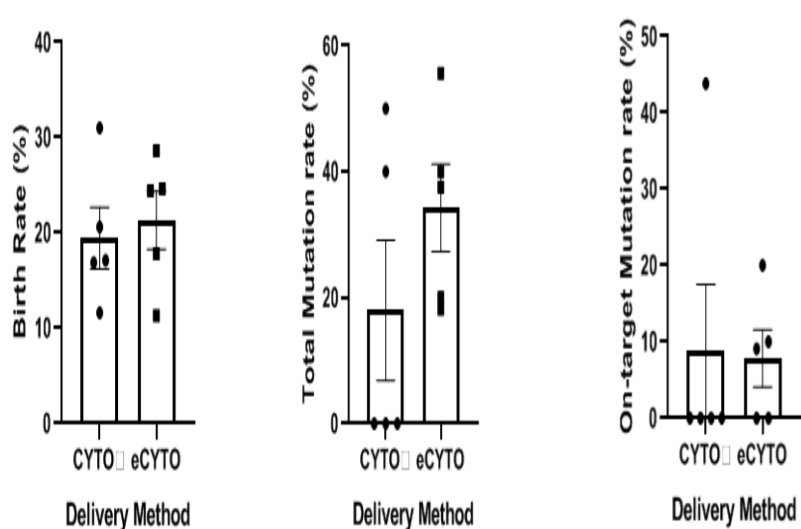 Birth Rate (%)
40
30
20
10
0
CYTO□ eCYTO
Delivery Method
Total Mutation rate (%)
60
40
20
0
CYTO□ eCYTO
Delivery Method
On-target Mutation rate (%)
50
40
30
20
10
0
CYTO□ eCYTO
Delivery Method